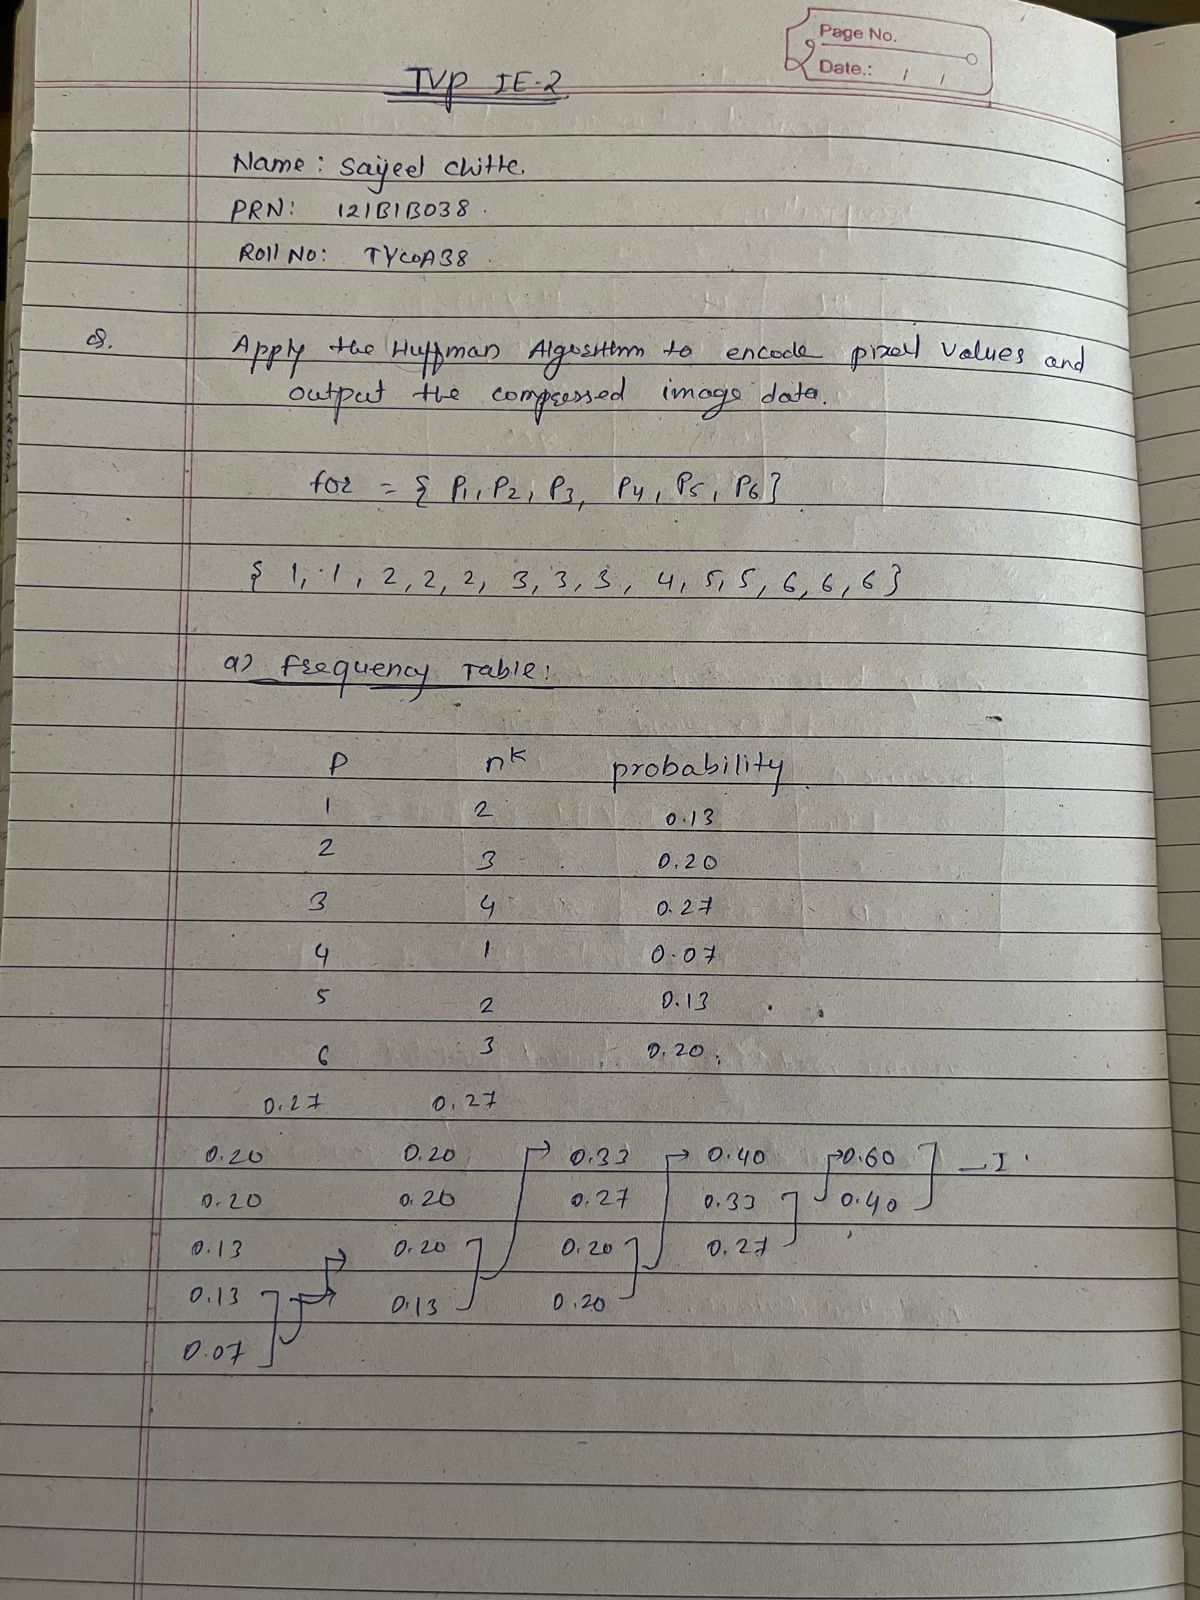 Page No.
Date.: / /
IVP IE-2
Name: Saijeel Chitte.
PRN: 121B1B038.
Roll No: TYCOA38.
Q. Apply the Huffman Algorithm to encode pixel values and
output the compressed image data.
for = { P1, P2, P3, P4, P5, P6 }
{ 1, 1, 2, 2, 2, 3, 3, 3, 4, 5, 5, 6, 6, 6 }
a) Frequency Table:
P nK probability
1 2 0.13
2 3 0.20
3 4 0.27
4 1 0.07
5 2 0.13
6 3 0.20
0.27 0.27
0.20 0.20 0.33 0.40 0.60 I
0.20 0.20 0.27 0.33 0.40
0.13 0.20 0.20 0.27
0.13 0.13 0.20
0.07